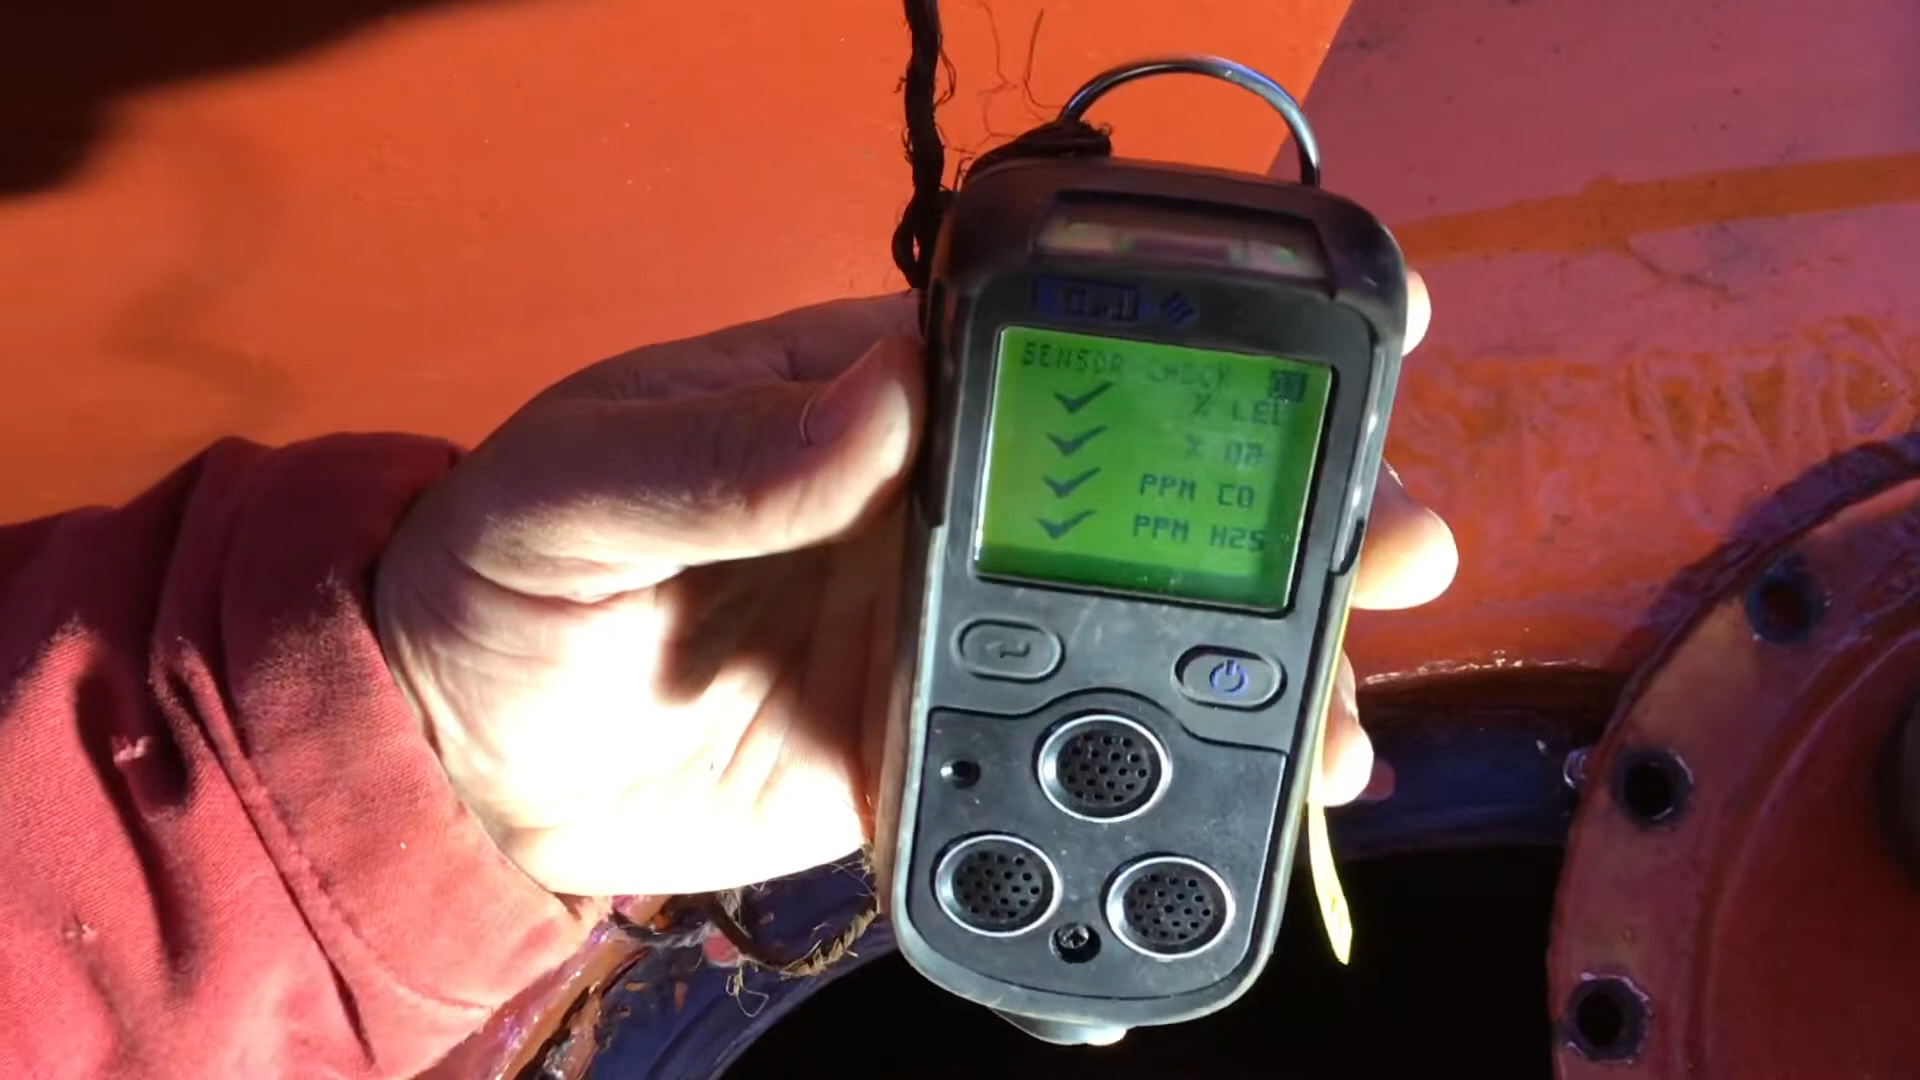 SENSOR CHECK
% LEL
% O2
PPM CO
PPM H2S